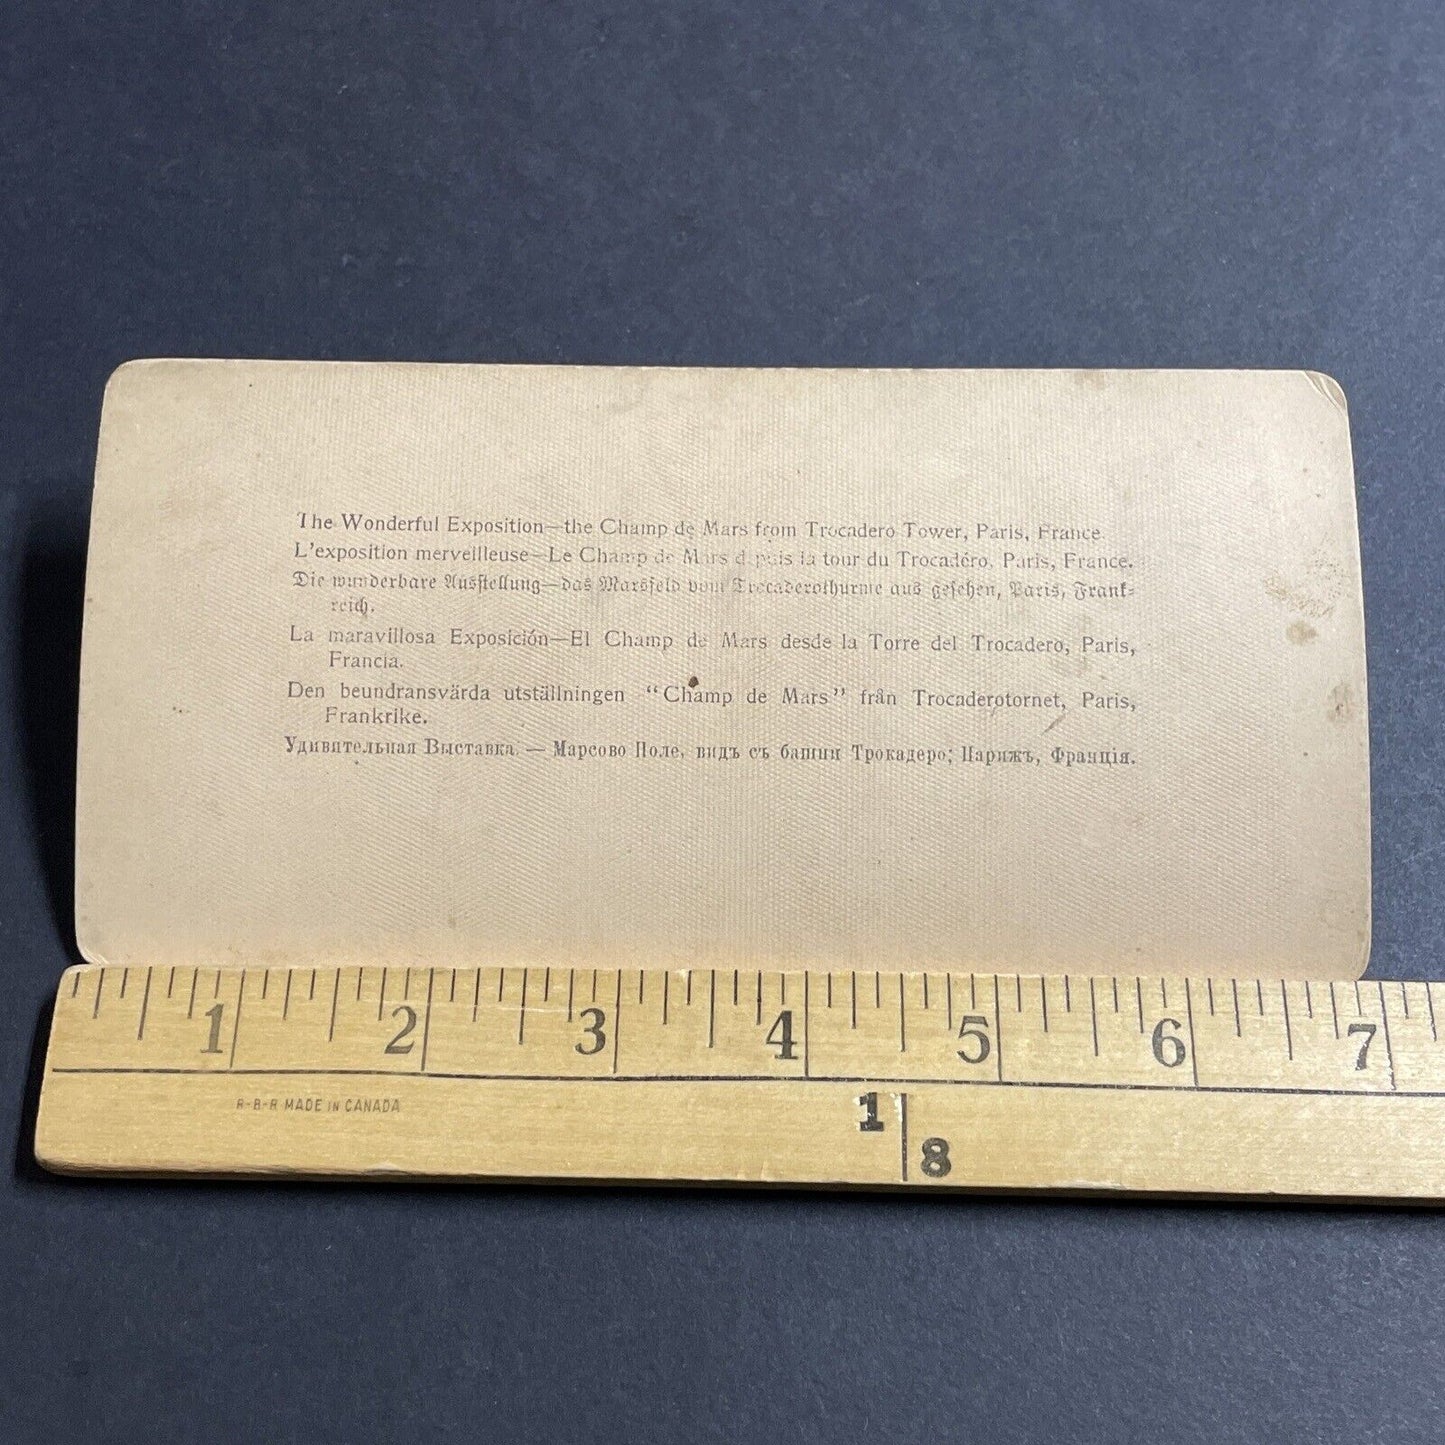 The Wonderful Exposition—the Champ de Mars from Trocadero Tower, Paris, France.
L'exposition merveilleuse—Le Champ de Mars depuis la tour du Trocadéro, Paris, France.
Die wunderbare Ausstellung—das Marsfeld vom Trocaderothurme aus gesehen, Paris, Frank-
reich.
La maravillosa Exposición—El Champ de Mars desde la Torre del Trocadero, Paris,
Francia.
Den beundransvärda utställningen -"Champ de Mars" från Trocaderotornet, Paris,
Frankrike.
Удивительная Выставка. — Марсово Поле, видъ съ башни Трокадеро; Парижъ, Франція.
1 2 3 4 5 6 7
R-B-R MADE IN CANADA
1
8